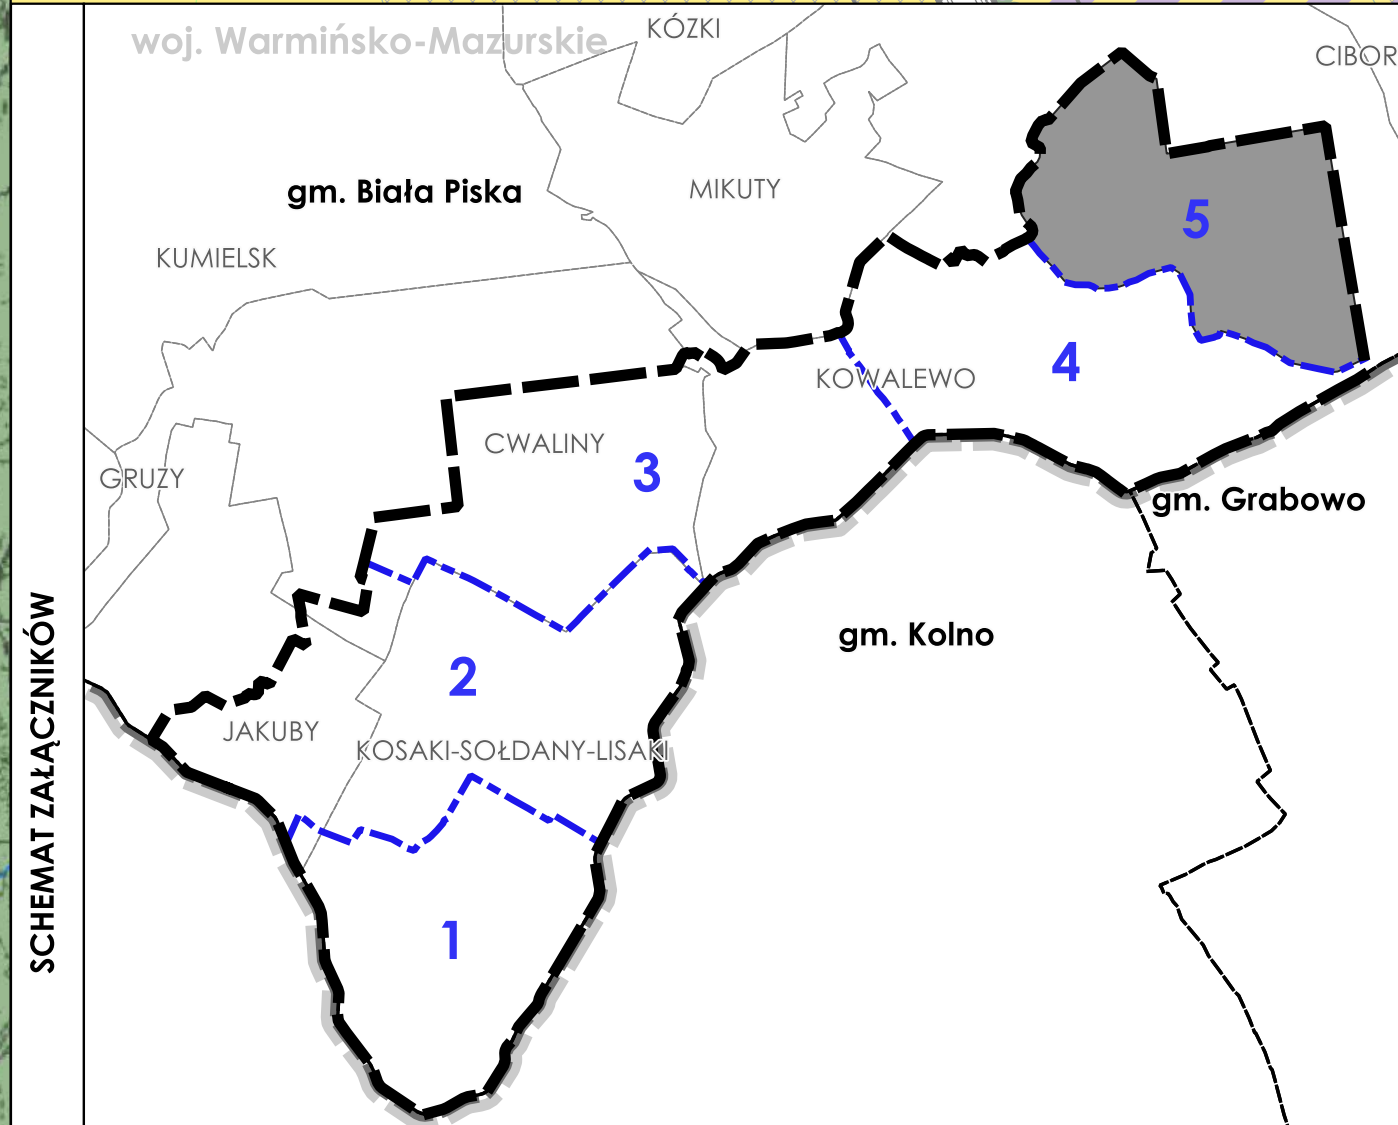 KÓZKI
woj. Warmińsko-Mazurskie
CIBOR
gm. Biała Piska
MIKUTY
5
KUMIELSK
4
KOWALEWO
CWALINY
3
GRUZY
gm. Grabowo
gm. Kolno
2
JAKUBY
KOSAKI-SOŁDANY-LISAKI
1
SCHEMAT ZAŁĄCZNIKÓW